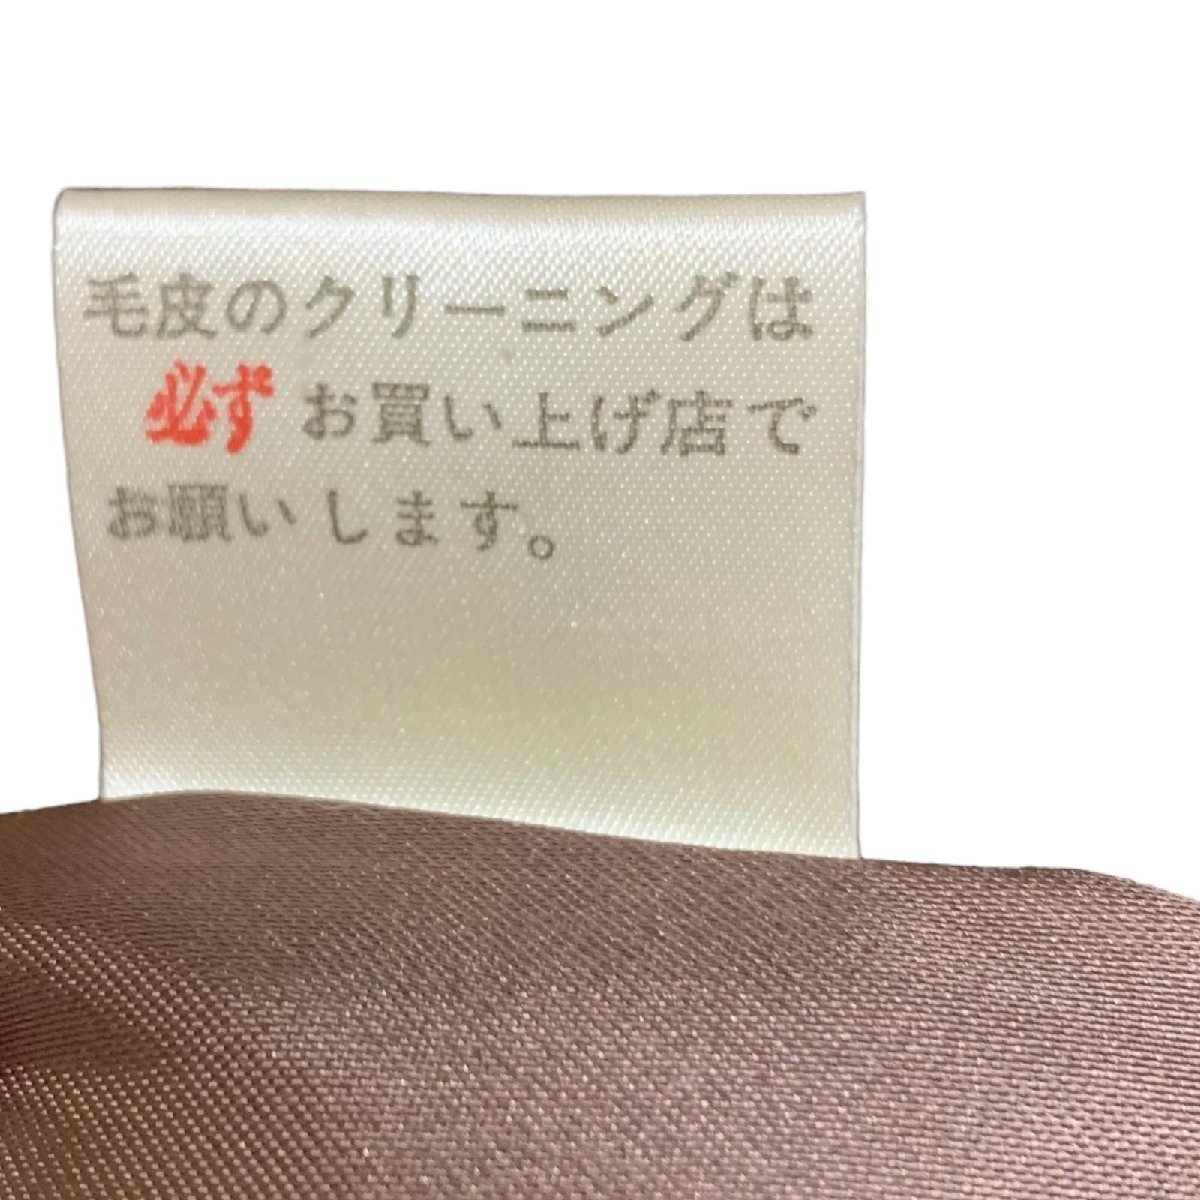 毛皮のクリーニングは
必ずお買い上げ店で
お願いします。